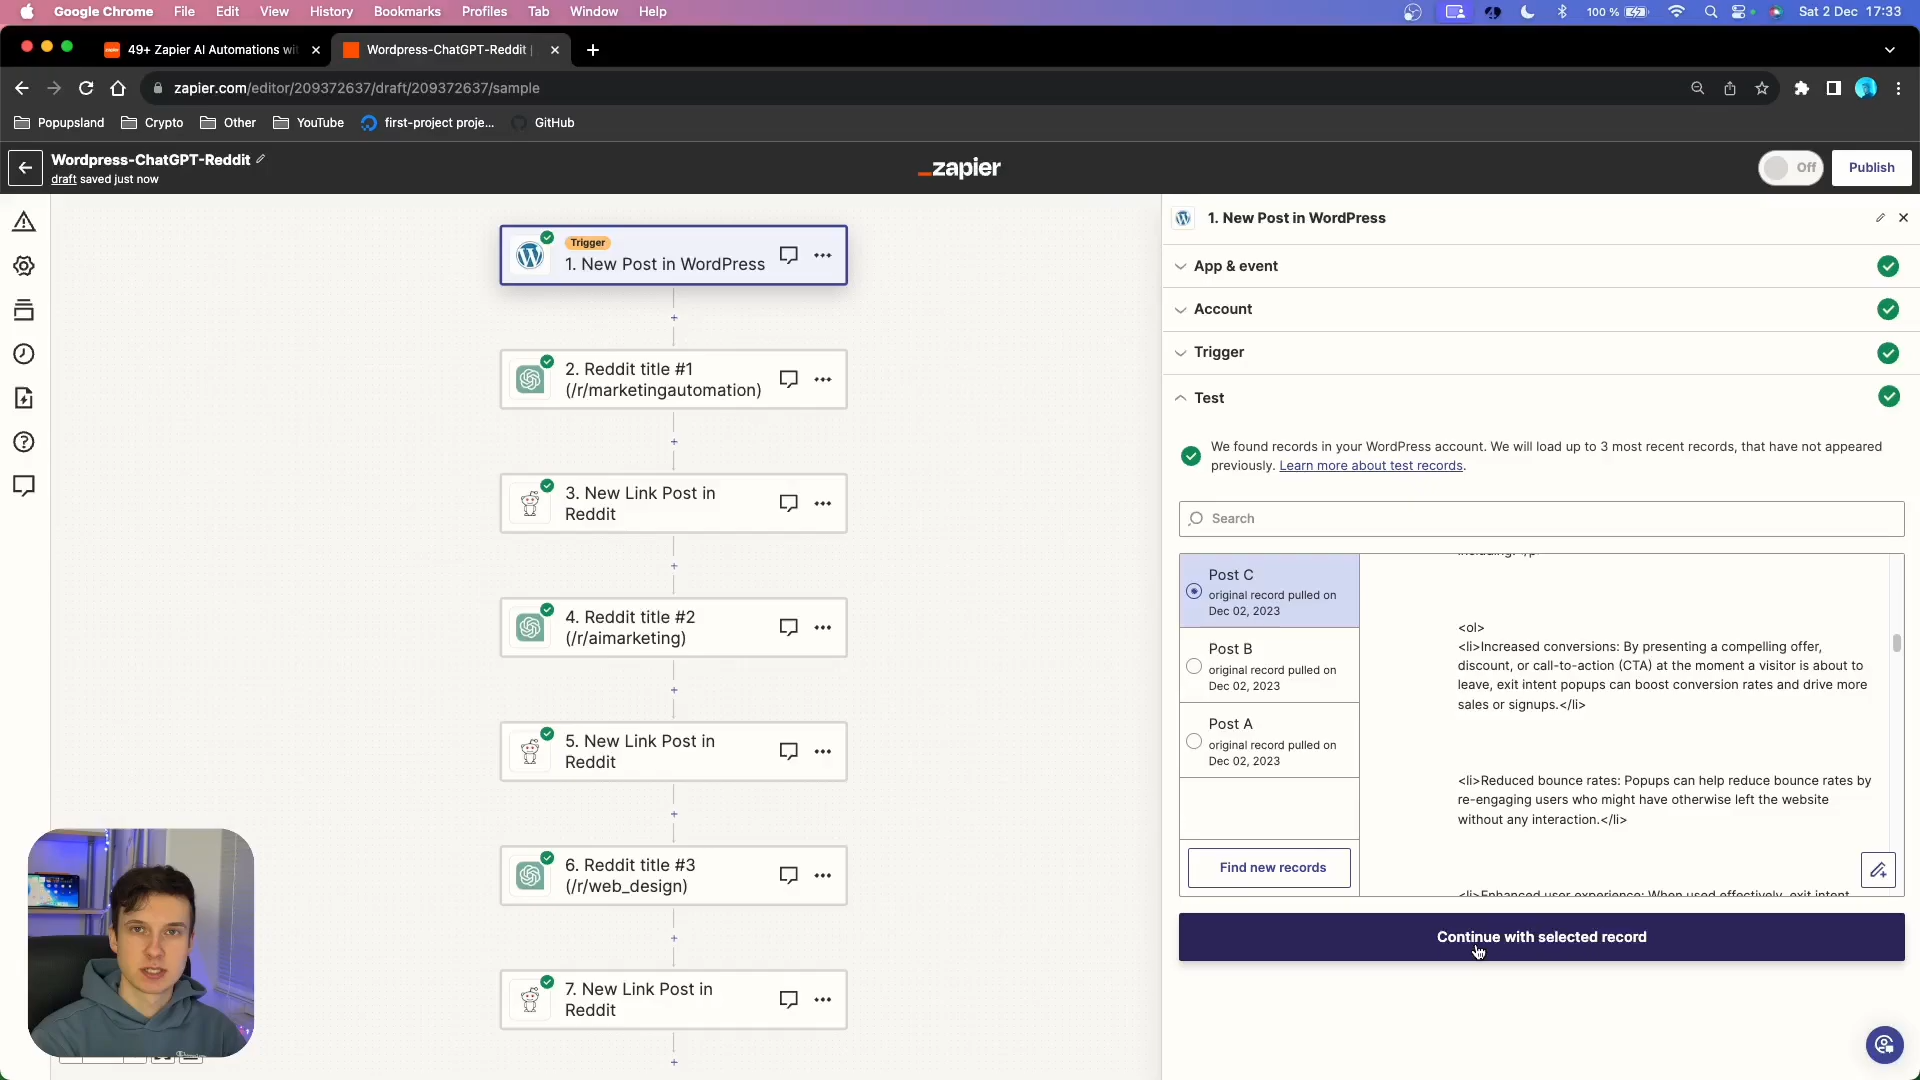 Google Chrome File Edit View History Bookmarks Profiles Tab Window Help
100 %
Sat 2 Dec 17:33
49+ Zapier AI Automations wit
Wordpress-ChatGPT-Reddit |
zapier.com/editor/209372637/draft/209372637/sample
Popupsland Crypto Other YouTube first-project proje... GitHub
Wordpress-ChatGPT-Reddit
draft saved just now
_zapier
Off
Publish
Trigger
1. New Post in WordPress
2. Reddit title #1
(/r/marketingautomation)
3. New Link Post in
Reddit
4. Reddit title #2
(/r/aimarketing)
5. New Link Post in
Reddit
6. Reddit title #3
(/r/web_design)
7. New Link Post in
Reddit
1. New Post in WordPress
App & event
Account
Trigger
Test
We found records in your WordPress account. We will load up to 3 most recent records, that have not appeared
previously. Learn more about test records.
Search
Post C
original record pulled on
Dec 02, 2023
Post B
original record pulled on
Dec 02, 2023
Post A
original record pulled on
Dec 02, 2023
Find new records
<ol>
<li>Increased conversions: By presenting a compelling offer,
discount, or call-to-action (CTA) at the moment a visitor is about to
leave, exit intent popups can boost conversion rates and drive more
sales or signups.</li>
<li>Reduced bounce rates: Popups can help reduce bounce rates by
re-engaging users who might have otherwise left the website
without any interaction.</li>
<li>Enhanced user experience: When used effectively, exit intent
Continue with selected record